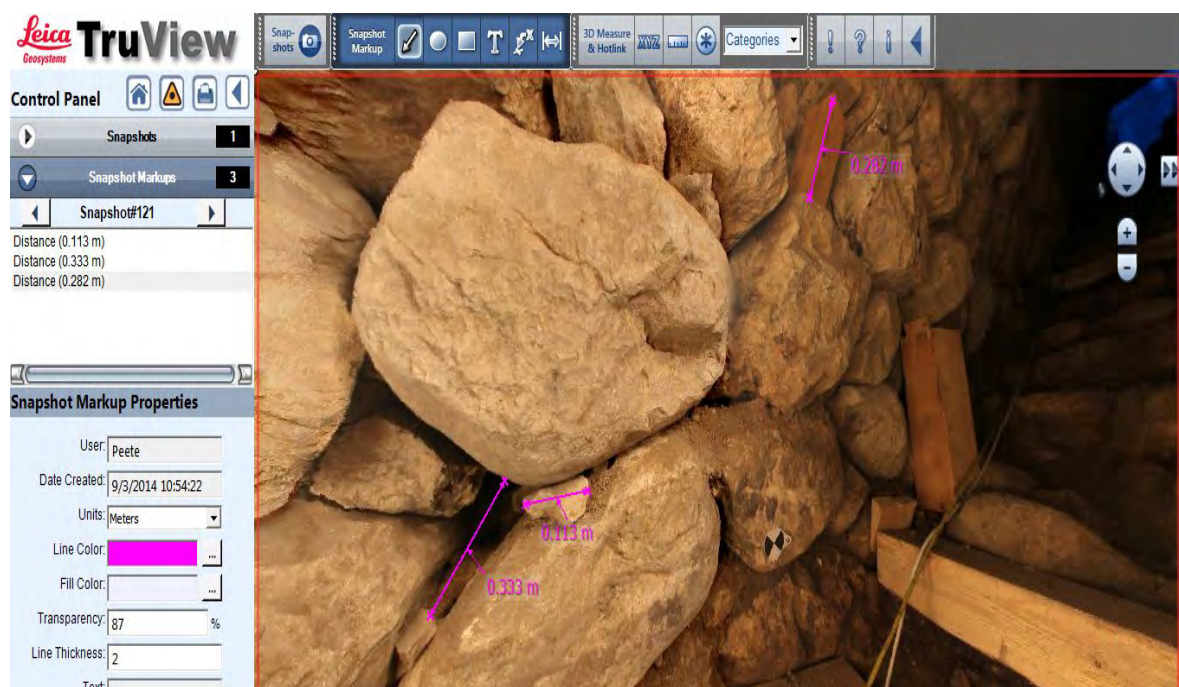 Leica
Geosystems
TruView
Snap-
shots
Snapshot
Markup
T
3D Measure
& Hotlink
XYZ
Categories
Control Panel
Snapshots 1
Snapshot Markups 3
Snapshot#121
Distance (0.113 m)
Distance (0.333 m)
Distance (0.282 m)
Snapshot Markup Properties
User: Peete
Date Created: 9/3/2014 10:54:22
Units: Meters
Line Color: ...
Fill Color: ...
Transparency: 87 %
Line Thickness: 2
Text:
0.282 m
0.113 m
0.333 m